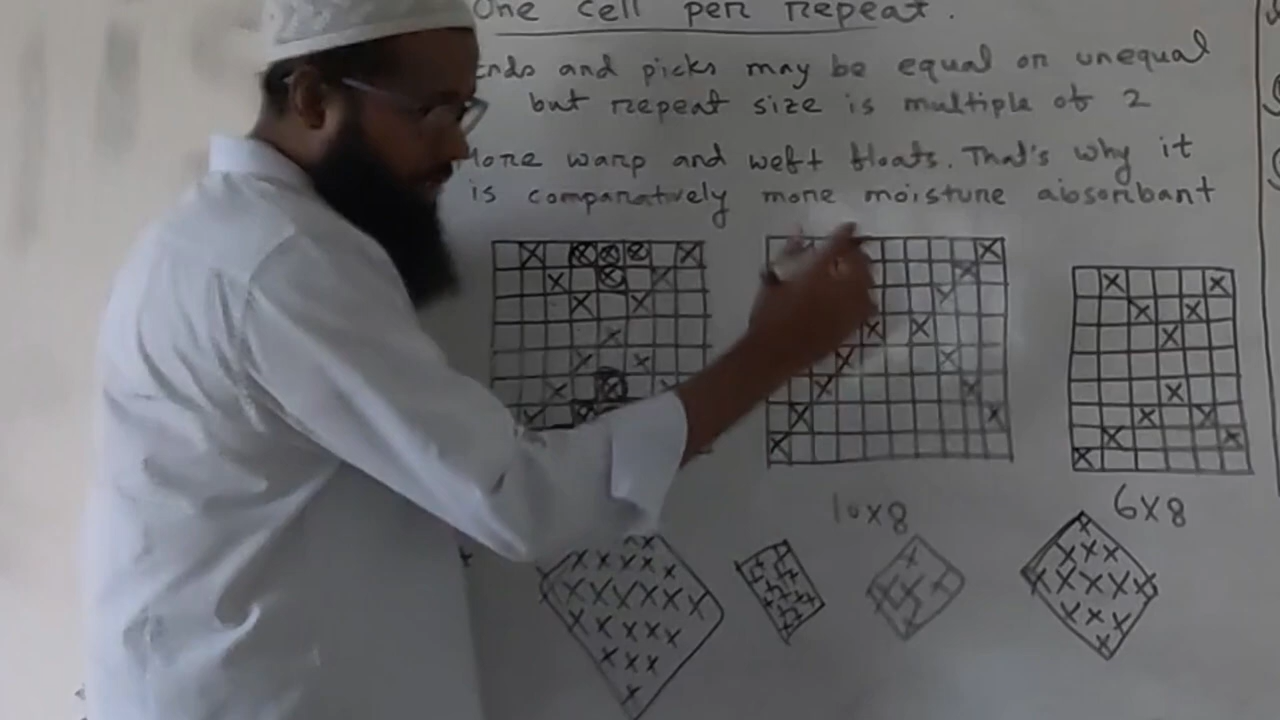 One cell per repeat.
ends and picks may be equal or unequal
but repeat size is multiple of 2
More warp and weft floats. That's why it
is comparatively more moisture absorbant
10x8
6x8